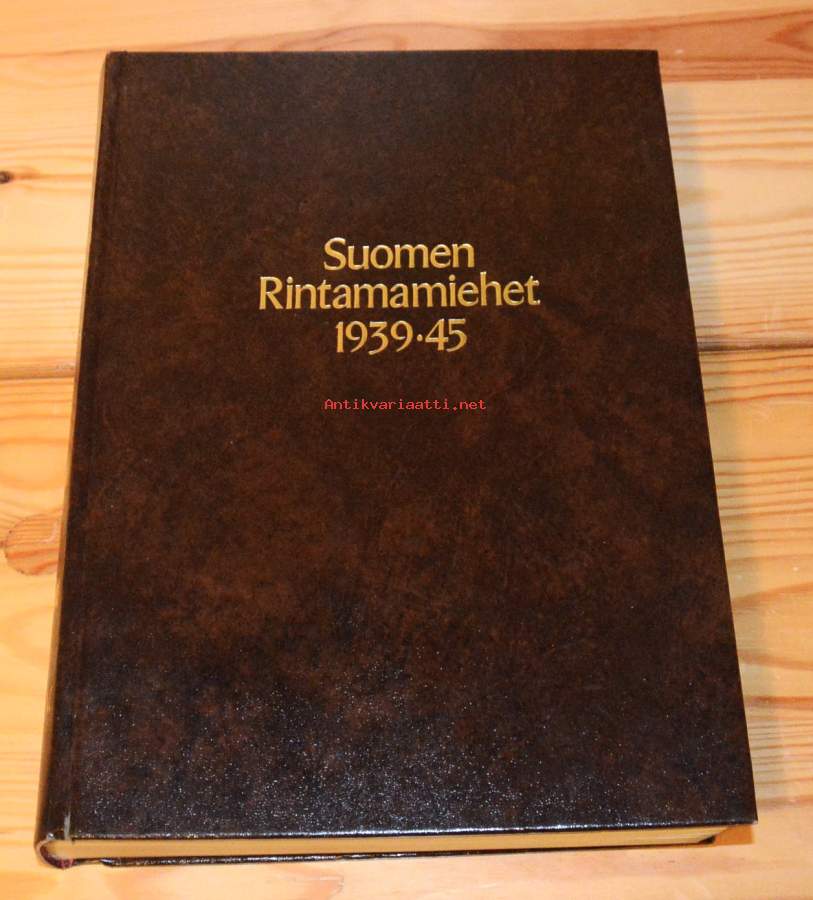 Suomen
Rintamamiehet
1939·45
Antikvariaatti.net